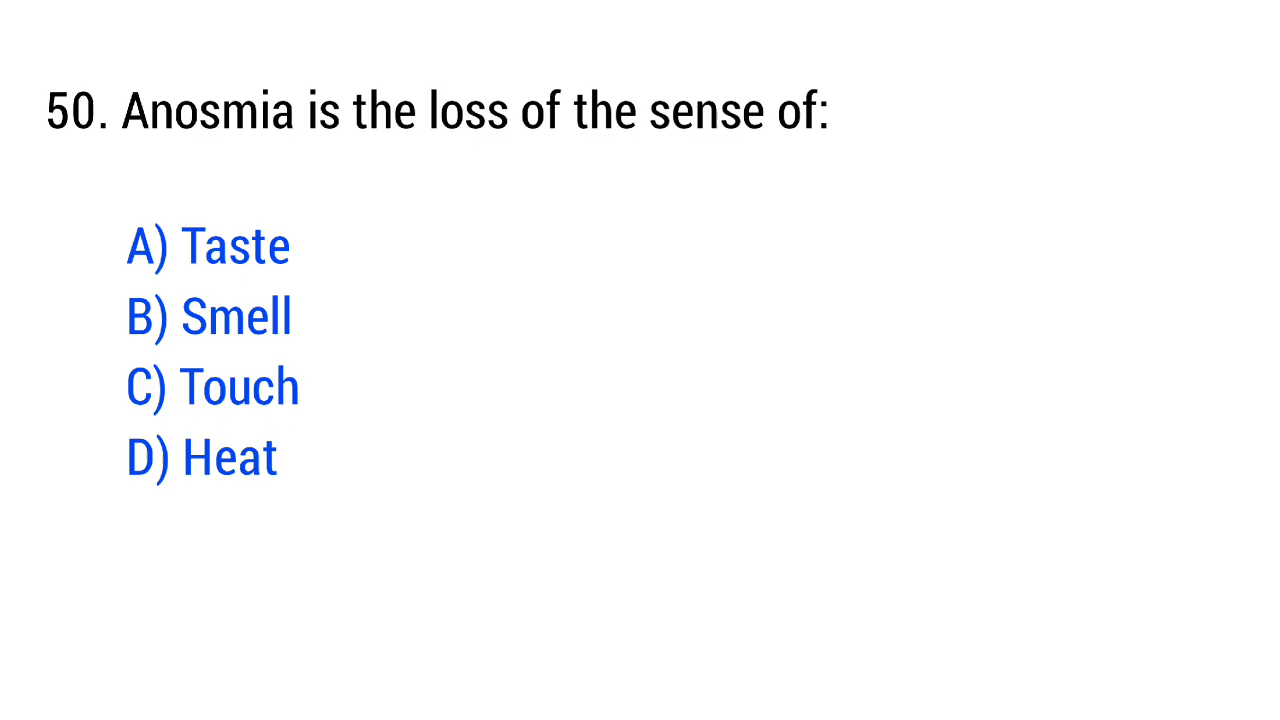 50. Anosmia is the loss of the sense of:
A) Taste
B) Smell
C) Touch
D) Heat